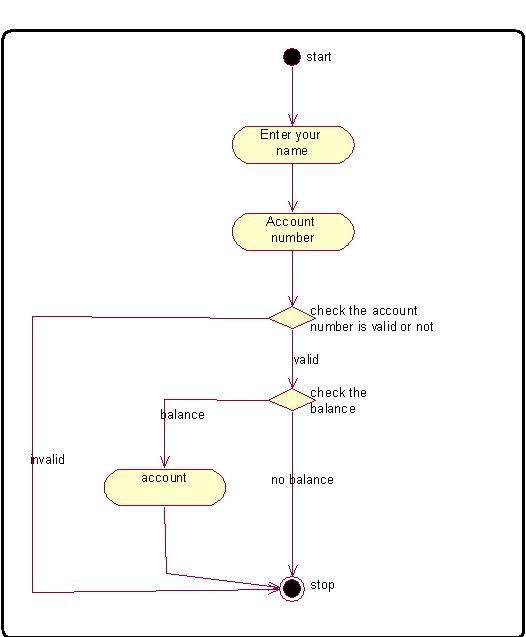 start
Enter your
name
Account
number
check the account
number is valid or not
valid
check the
balance
balance
invalid
account
no balance
stop